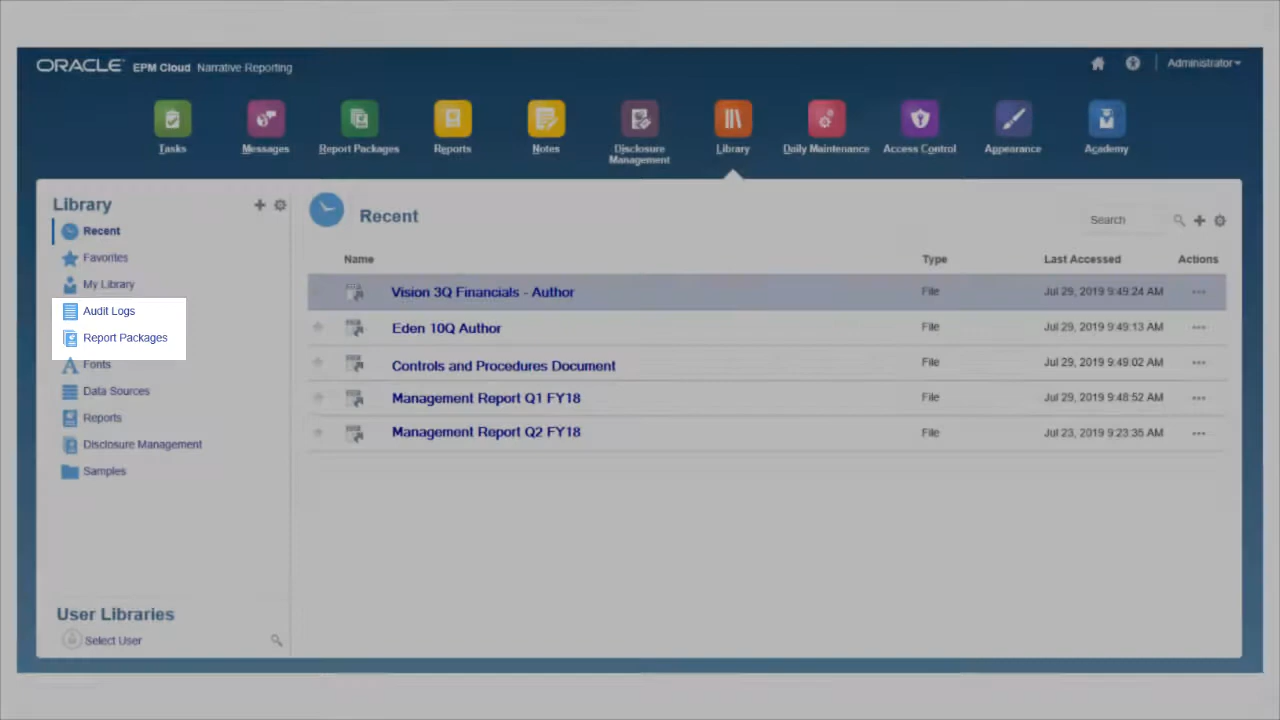 ORACLE EPM Cloud Narrative Reporting
Administrator
Tasks
Messages
Report Packages
Reports
Notes
Disclosure
Management
Library
Daily Maintenance
Access Control
Appearance
Academy
Library
Recent
Favorites
My Library
Audit Logs
Report Packages
Fonts
Data Sources
Reports
Disclosure Management
Samples
User Libraries
Select User
Recent
Search
Name Type Last Accessed Actions
Vision 3Q Financials - Author File Jul 29, 2019 9:49:24 AM
Eden 10Q Author File Jul 29, 2019 9:49:13 AM
Controls and Procedures Document File Jul 29, 2019 9:49:02 AM
Management Report Q1 FY18 File Jul 29, 2019 9:48:52 AM
Management Report Q2 FY18 File Jul 23, 2019 9:23:35 AM